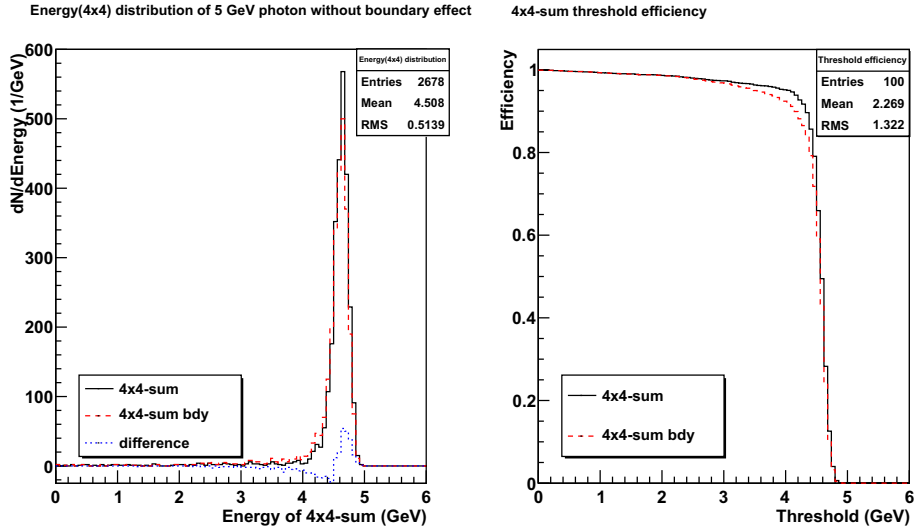 Energy(4x4) distribution of 5 GeV photon without boundary effect
dN/dEnergy (1/GeV)
600
500
400
300
200
100
0
Energy(4x4) distribution
Entries 2678
Mean 4.508
RMS 0.5139
4x4-sum
4x4-sum bdy
difference
0 1 2 3 4 5 6
Energy of 4x4-sum (GeV)
4x4-sum threshold efficiency
Efficiency
1
0.8
0.6
0.4
0.2
0
Threshold efficiency
Entries 100
Mean 2.269
RMS 1.322
4x4-sum
4x4-sum bdy
0 1 2 3 4 5 6
Threshold (GeV)